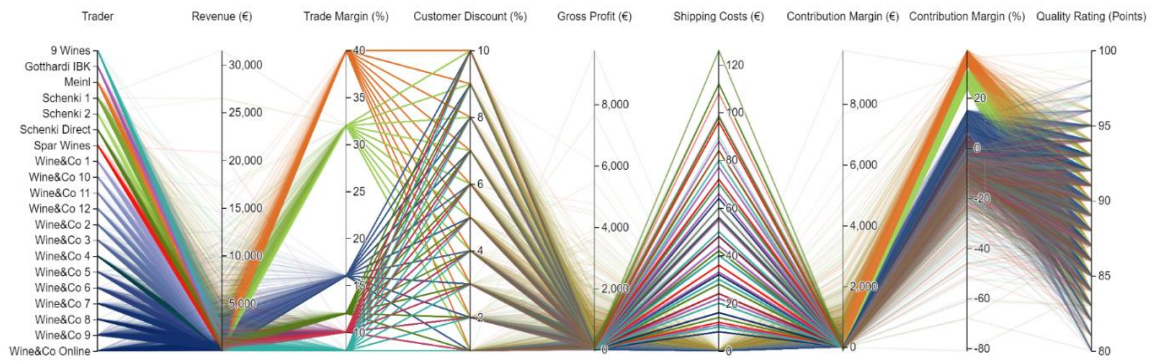 Trader Revenue (€) Trade Margin (%) Customer Discount (%) Gross Profit (€) Shipping Costs (€) Contribution Margin (€) Contribution Margin (%) Quality Rating (Points)
9 Wines
Gotthardi IBK
Meinl
Schenki 1
Schenki 2
Schenki Direct
Spar Wines
Wine&Co 1
Wine&Co 10
Wine&Co 11
Wine&Co 12
Wine&Co 2
Wine&Co 3
Wine&Co 4
Wine&Co 5
Wine&Co 6
Wine&Co 7
Wine&Co 8
Wine&Co 9
Wine&Co Online
30,000
25,000
20,000
15,000
10,000
5,000
40
35
30
25
20
15
10
10
8
6
4
2
8,000
6,000
4,000
2,000
0
120
100
80
60
40
20
0
8,000
6,000
4,000
2,000
0
20
0
-20
-40
-60
-80
100
95
90
85
80